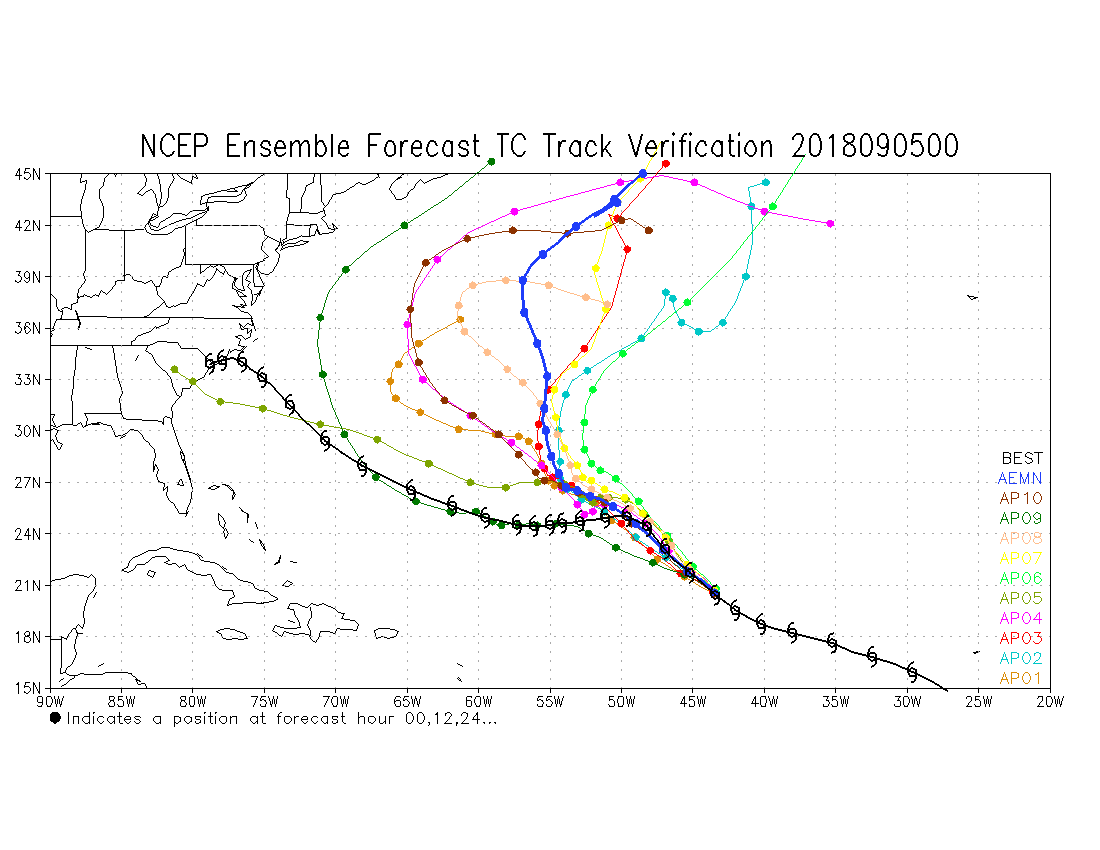 NCEP Ensemble Forecast TC Track Verification 2018090500
45N
42N
39N
36N
33N
30N
27N
24N
21N
18N
15N
BEST
AEMN
AP10
AP09
AP08
AP07
AP06
AP05
AP04
AP03
AP02
AP01
90W 85W 80W 75W 70W 65W 60W 55W 50W 45W 40W 35W 30W 25W 20W
Indicates a position at forecast hour 00,12,24...